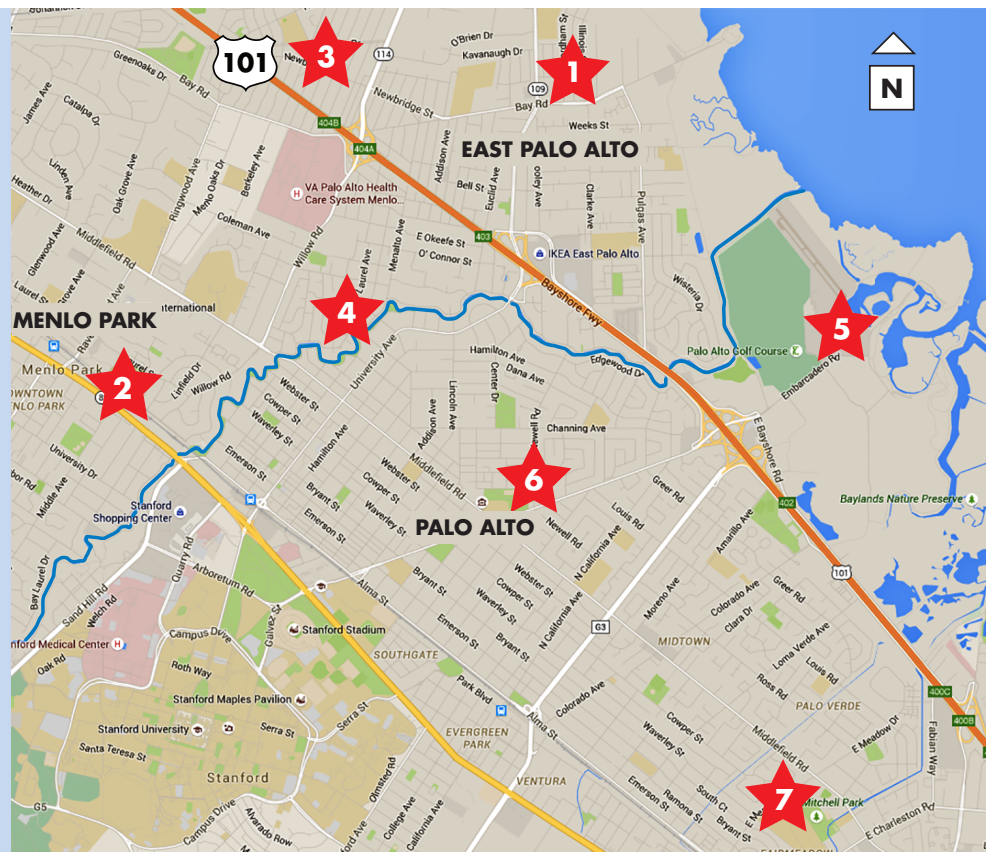 3
1
101
N
114
O'Brien Dr
Kavanaugh Dr
Greenoaks Dr
Bay Rd
109
Bay Rd
Newbridge St
404B
Weeks St
James Ave
Catalpa Dr
404A
EAST PALO ALTO
Addison Ave
Linden Ave
Oak Grove Ave
Ringwood Ave
Berkeley Ave
VA Palo Alto Health
Care System Menlo...
Bell St
Euclid Ave
Clarke Ave
Pulgas Ave
Heather Dr
Coleman Ave
Willow Rd
Menalto Ave
Laurel Ave
E Okeefe St
O'Connor St
403
IKEA East Palo Alto
Glenwood Ave
Middlefield Rd
Wisteria Dr
Bayshore Fwy
4
5
MENLO PARK
University Ave
Menlo Park
Linfield Dr
Willow Rd
2
Hamilton Ave
Dana Ave
Edgewood Dr
Palo Alto Golf Course
Embarcadero Rd
Webster St
Cowper St
Waverley St
Center Dr
Lincoln Ave
Addison Ave
Channing Ave
Hamilton Ave
Emerson St
University Dr
Middle Ave
6
Middlefield Rd
Webster St
Cowper St
Waverley St
Bryant St
Emerson St
E Bayshore Rd
Greer Rd
402
Baylands Nature Preserve
Stanford
Shopping Center
PALO ALTO
Newell Rd
Louis Rd
N California Ave
Amarillo Ave
Quarry Rd
Arboretum Rd
Bay Laurel Dr
Sand Hill Rd
Welch Rd
Alma St
Bryant St
Waverley St
Emerson St
Webster St
Cowper St
Waverley St
Bryant St
N California Ave
Moreno Ave
101
Greer Rd
Colorado Ave
Clara Dr
Galvez St
Campus Drive
Stanford Stadium
G3
MIDTOWN
Loma Verde Ave
Louis Rd
Ross Rd
Oak Rd
Roth Way
SOUTHGATE
Park Blvd
Colorado Ave
PALO VERDE
400C
400B
Stanford Maples Pavilion
Stanford University
Serra St
Serra St
Santa Teresa St
Alma St
Cowper St
Waverley St
Middlefield Rd
E Meadow Dr
Fabian Way
EVERGREEN
PARK
Stanford
Olmsted Rd
VENTURA
7
Emerson St
Ramona St
South Ct
Bryant St
Mitchell Park
E Charleston Rd
G5
Campus Drive
Alvarado Row
College Ave
California Ave